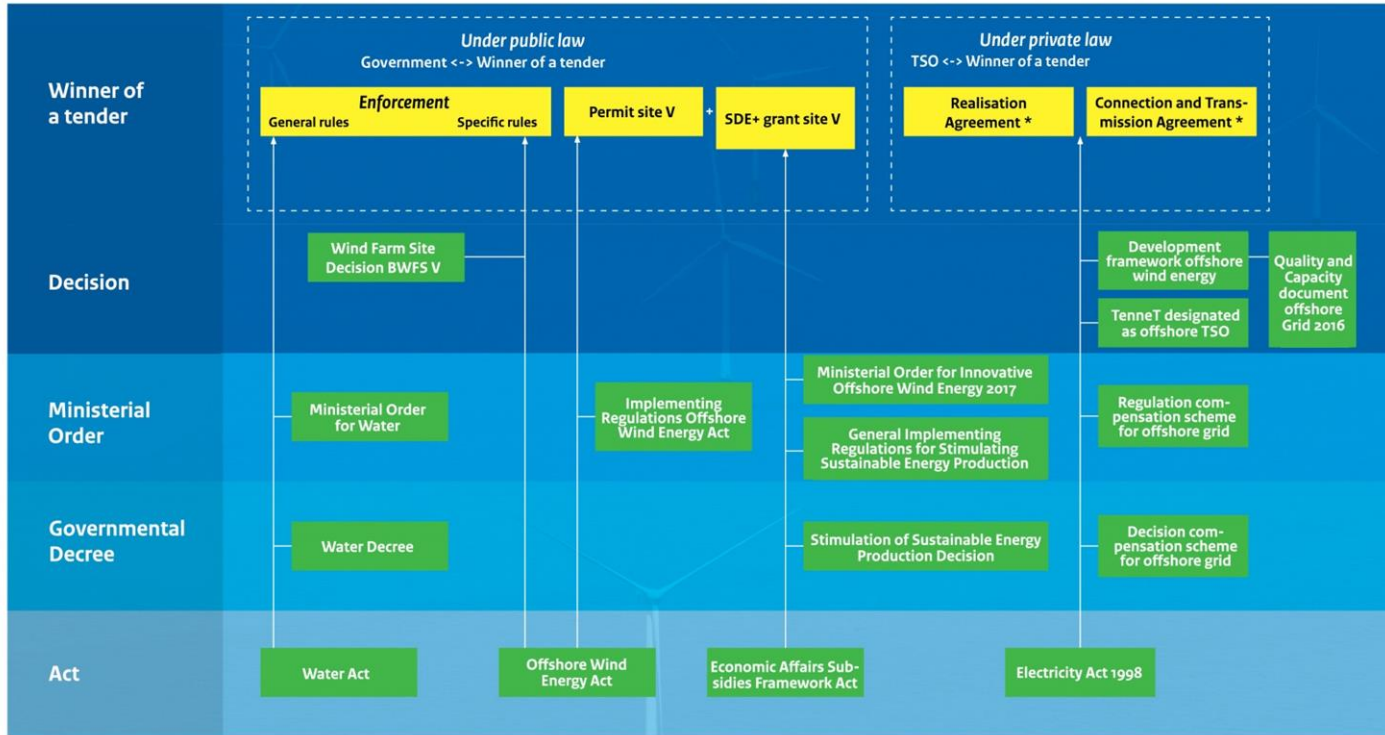 Under public law
Government <-> Winner of a tender
Under private law
TSO <-> Winner of a tender
Winner of
a tender
Enforcement
General rules
Specific rules
Permit site V
+
SDE+ grant site V
Realisation
Agreement *
Connection and Trans-
mission Agreement *
Decision
Wind Farm Site
Decision BWFS V
Development
framework offshore
wind energy
TenneT designated
as offshore TSO
Quality and
Capacity
document
offshore
Grid 2016
Ministerial
Order
Ministerial Order
for Water
Implementing
Regulations Offshore
Wind Energy Act
Ministerial Order for Innovative
Offshore Wind Energy 2017
General Implementing
Regulations for Stimulating
Sustainable Energy Production
Regulation com-
pensation scheme
for offshore grid
Governmental
Decree
Water Decree
Stimulation of Sustainable Energy
Production Decision
Decision com-
pensation scheme
for offshore grid
Act
Water Act
Offshore Wind
Energy Act
Economic Affairs Sub-
sidies Framework Act
Electricity Act 1998